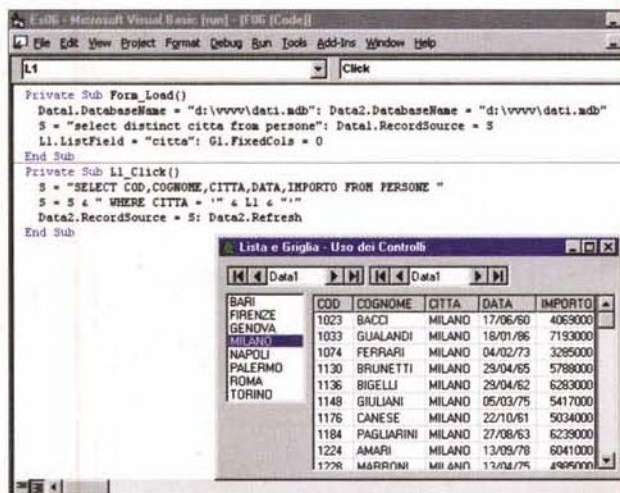 Es06 - Microsoft Visual Basic [run] - [F06 (Code)]
File Edit View Project Format Debug Run Tools Add-Ins Window Help
L1 Click
Private Sub Form_Load()
Data1.DatabaseName = "d:\vvvv\dati.mdb": Data2.DatabaseName = "d:\vvvv\dati.mdb"
S = "select distinct citta from persone": Data1.RecordSource = S
L1.ListField = "citta": G1.FixedCols = 0
End Sub
Private Sub L1_Click()
S = "SELECT COD,COGNOME,CITTA,DATA,IMPORTO FROM PERSONE "
S = S & " WHERE CITTA = '" & L1 & "'"
Data2.RecordSource = S: Data2.Refresh
End Sub
Lista e Griglia - Uso dei Controlli
Data1 Data1
BARI
FIRENZE
GENOVA
MILANO
NAPOLI
PALERMO
ROMA
TORINO
COD COGNOME CITTA DATA IMPORTO
1023 BACCI MILANO 17/06/60 4069000
1033 GUALANDI MILANO 18/01/86 7193000
1074 FERRARI MILANO 04/02/73 3285000
1130 BRUNETTI MILANO 29/04/65 5788000
1136 BIGELLI MILANO 29/04/62 6283000
1148 GIULIANI MILANO 05/03/75 5417000
1176 CANESE MILANO 22/10/61 5034000
1184 PAGLIARINI MILANO 27/08/63 6239000
1224 AMARI MILANO 13/09/78 6041000
1228 MARRONI MILANO 13/04/75 4985000